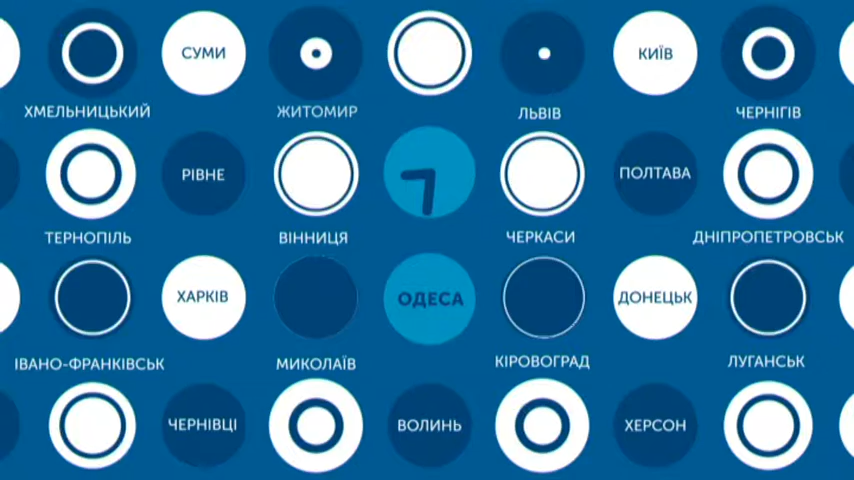 СУМИ
КИЇВ
ХМЕЛЬНИЦЬКИЙ
ЖИТОМИР
ЛЬВІВ
ЧЕРНІГІВ
РІВНЕ
ПОЛТАВА
ТЕРНОПІЛЬ
ВІННИЦЯ
ЧЕРКАСИ
ДНІПРОПЕТРОВСЬК
ХАРКІВ
ОДЕСА
ДОНЕЦЬК
ІВАНО-ФРАНКІВСЬК
МИКОЛАЇВ
КІРОВОГРАД
ЛУГАНСЬК
ЧЕРНІВЦІ
ВОЛИНЬ
ХЕРСОН